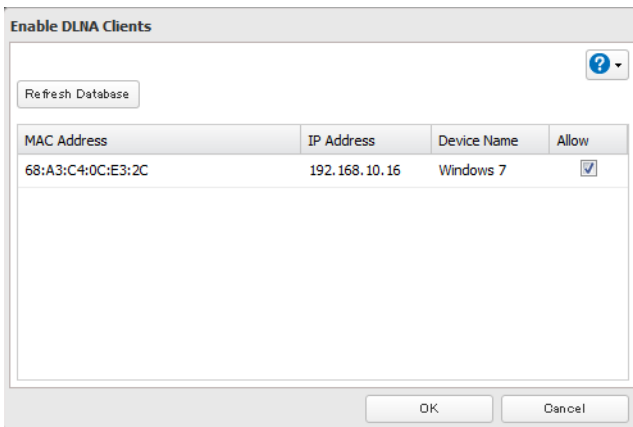 Enable DLNA Clients
?
Refresh Database
MAC Address IP Address Device Name Allow
68:A3:C4:0C:E3:2C 192.168.10.16 Windows 7
OK Cancel